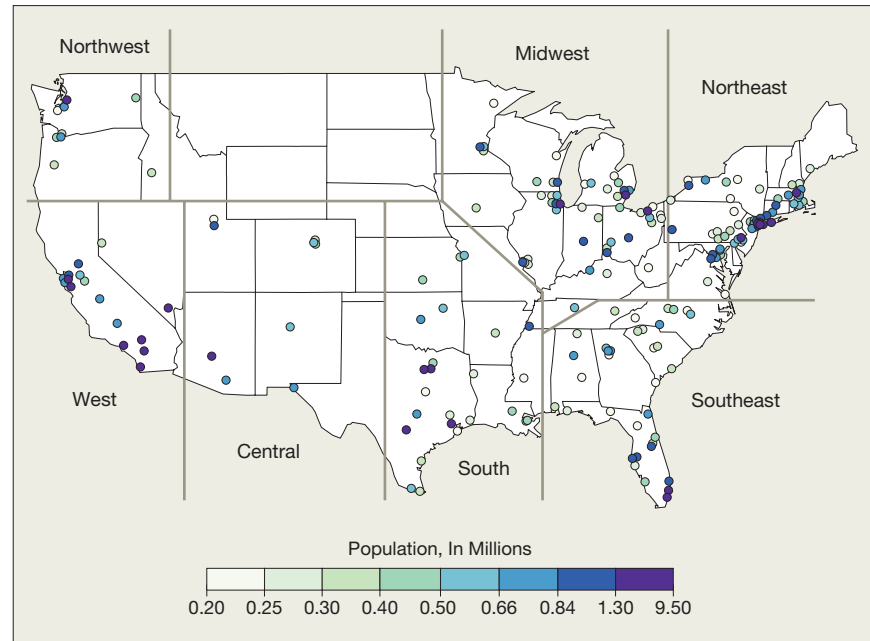 Northwest
Midwest
Northeast
West
Central
South
Southeast
Population, In Millions
0.20 0.25 0.30 0.40 0.50 0.66 0.84 1.30 9.50